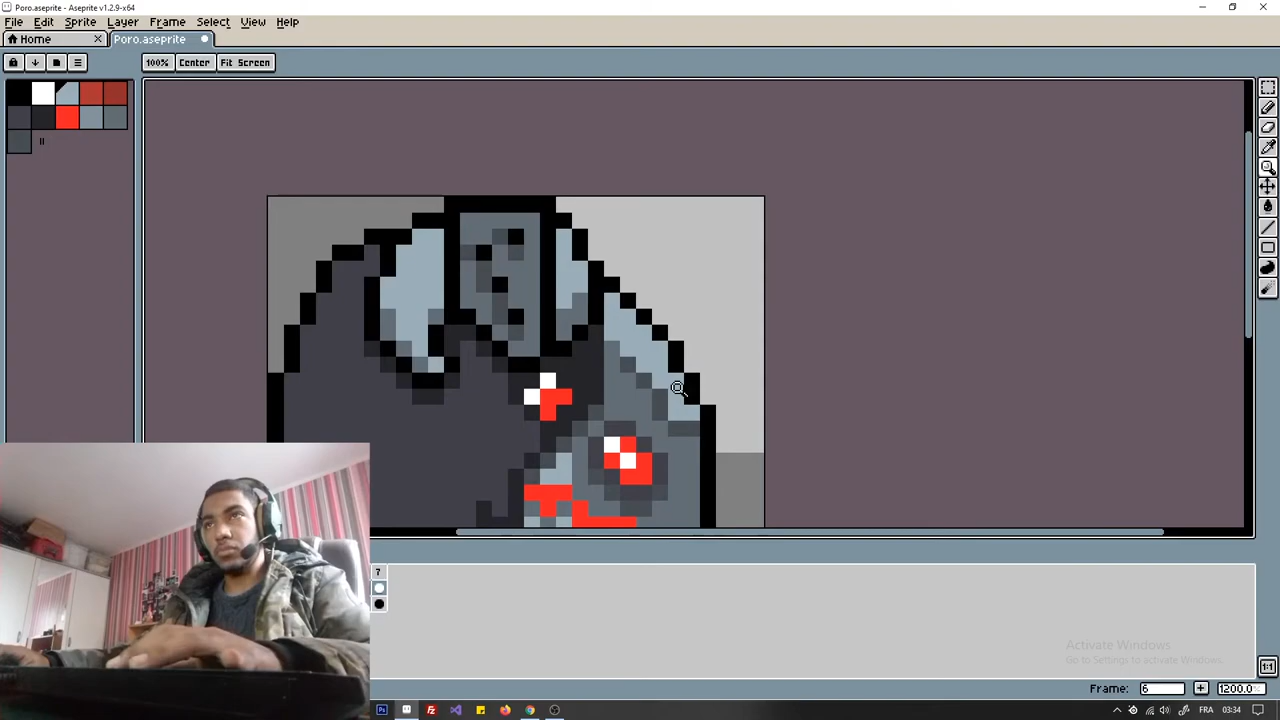 Poro.aseprite - Aseprite v1.2.9-x64
File Edit Sprite Layer Frame Select View Help
Home Poro.aseprite
100% Center Fit Screen
7
Activate Windows
Go to Settings to activate Windows.
1:1
Frame: 6 1200.0
FRA 03:34